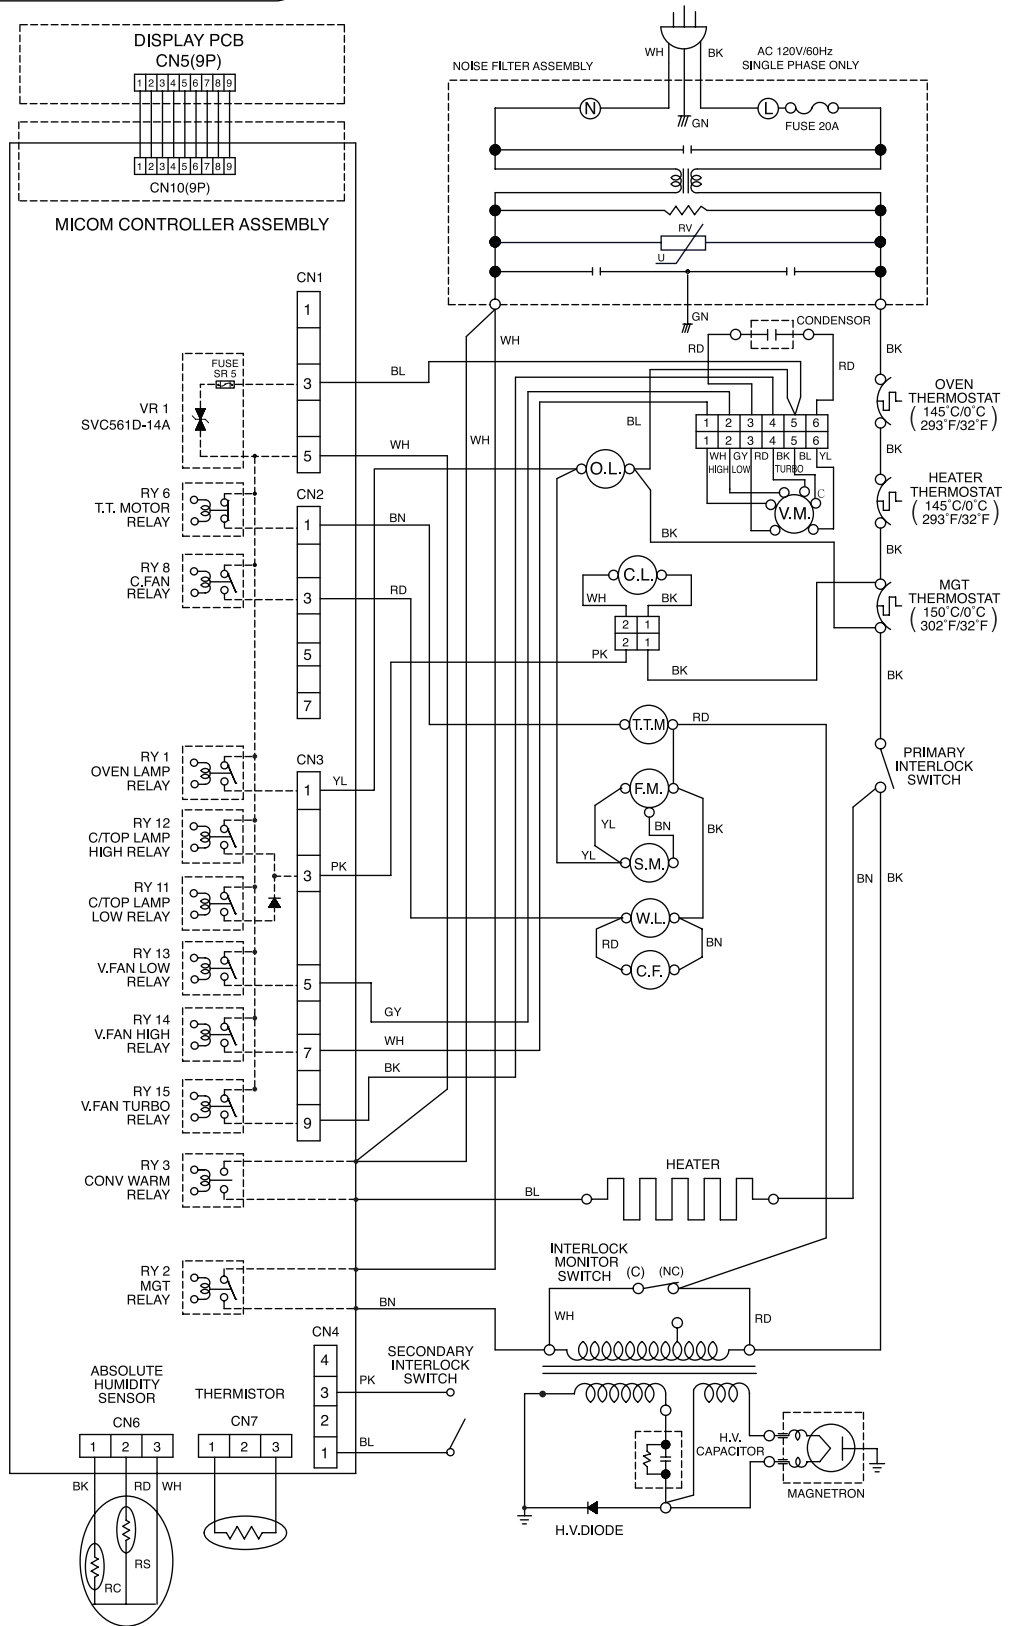 DISPLAY PCB
CN5(9P)
1 2 3 4 5 6 7 8 9
1 2 3 4 5 6 7 8 9
CN10(9P)
MICOM CONTROLLER ASSEMBLY
WH
BK
AC 120V/60Hz
SINGLE PHASE ONLY
NOISE FILTER ASSEMBLY
N
L
GN
FUSE 20A
RV
U
GN
WH
CONDENSOR
RD
RD
BK
OVEN
THERMOSTAT
(145˚C/0˚C
293˚F/32˚F)
BK
HEATER
THERMOSTAT
(145˚C/0˚C
293˚F/32˚F)
BK
MGT
THERMOSTAT
(150˚C/0˚C
302˚F/32˚F)
BK
PRIMARY
INTERLOCK
SWITCH
BN
BK
CN1
1
3
5
FUSE
SR 5
VR 1
SVC561D-14A
BL
WH
WH
BL
1 2 3 4 5 6
1 2 3 4 5 6
WH GY RD BK BL YL
HIGH LOW TURBO
C
V.M.
O.L.
BK
C.L.
WH
BK
2 1
2 1
PK
BK
CN2
1
3
5
7
RY 6
T.T. MOTOR
RELAY
RY 8
C.FAN
RELAY
BN
RD
T.T.M
RD
F.M.
YL
BN
BK
YL
S.M.
W.L.
RD
BN
C.F.
CN3
1
3
5
7
9
RY 1
OVEN LAMP
RELAY
YL
RY 12
C/TOP LAMP
HIGH RELAY
PK
RY 11
C/TOP LAMP
LOW RELAY
RY 13
V.FAN LOW
RELAY
GY
RY 14
V.FAN HIGH
RELAY
WH
BK
RY 15
V.FAN TURBO
RELAY
RY 3
CONV WARM
RELAY
BL
HEATER
RY 2
MGT
RELAY
BN
INTERLOCK
MONITOR
SWITCH
(C)
(NC)
WH
RD
CN4
4
3
2
1
PK
BL
SECONDARY
INTERLOCK
SWITCH
ABSOLUTE
HUMIDITY
SENSOR
CN6
1 2 3
BK
RD
WH
RS
RC
THERMISTOR
CN7
1 2 3
H.V.
CAPACITOR
MAGNETRON
H.V.DIODE